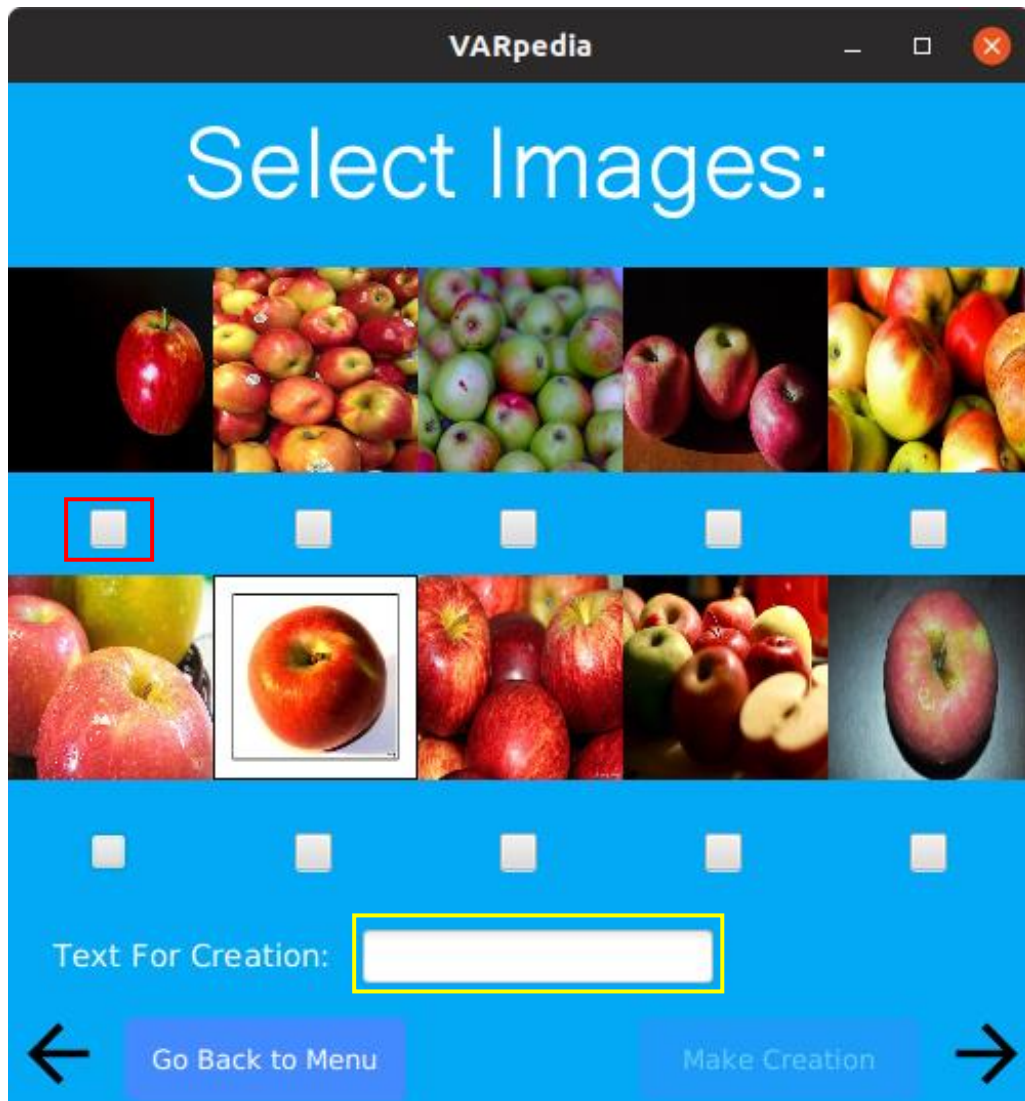 VARpedia
Select Images:
Text For Creation:
Go Back to Menu
Make Creation